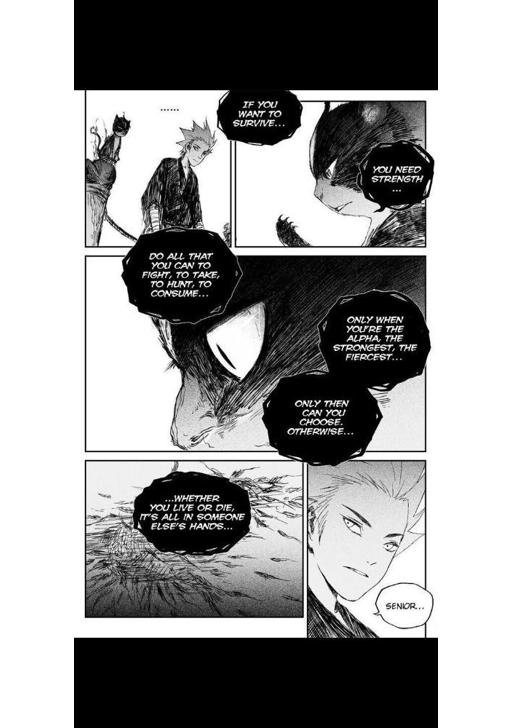 ......
IF YOU
WANT TO
SURVIVE...
YOU NEED
STRENGTH
...
DO ALL THAT
YOU CAN TO
FIGHT, TO TAKE,
TO HUNT, TO
CONSUME...
ONLY WHEN
YOU'RE THE
ALPHA, THE
STRONGEST, THE
FIERCEST...
ONLY THEN
CAN YOU
CHOOSE.
OTHERWISE...
...WHETHER
YOU LIVE OR DIE,
IT'S ALL IN SOMEONE
ELSE'S HANDS...
SENIOR...